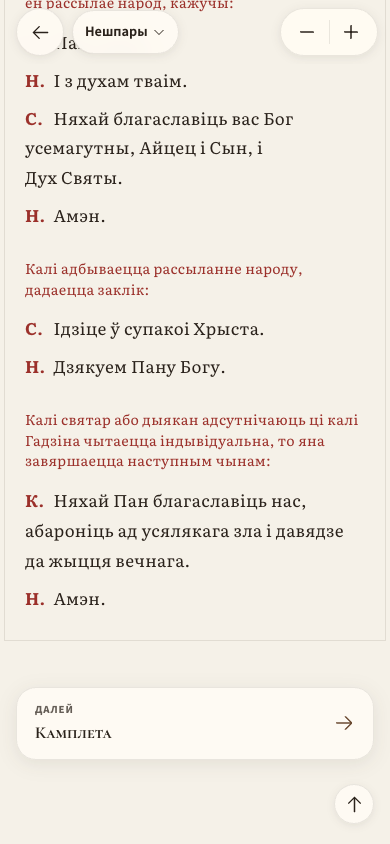 ен рассылае народ, кажучы:
Нешпары
Н. І з духам тваім.
С. Няхай благаславіць вас Бог
усемагутны, Айцец і Сын, і
Дух Святы.
Н. Амэн.
Калі адбываецца рассыланне народу,
дадаецца заклік:
С. Ідзіце ў супакоі Хрыста.
Н. Дзякуем Пану Богу.
Калі святар або дыякан адсутнічаюць ці калі
Гадзіна чытаецца індывідуальна, то яна
завяршаецца наступным чынам:
К. Няхай Пан благаславіць нас,
абароніць ад усялякага зла і давядзе
да жыцця вечнага.
Н. Амэн.
ДАЛЕЙ
Камплета